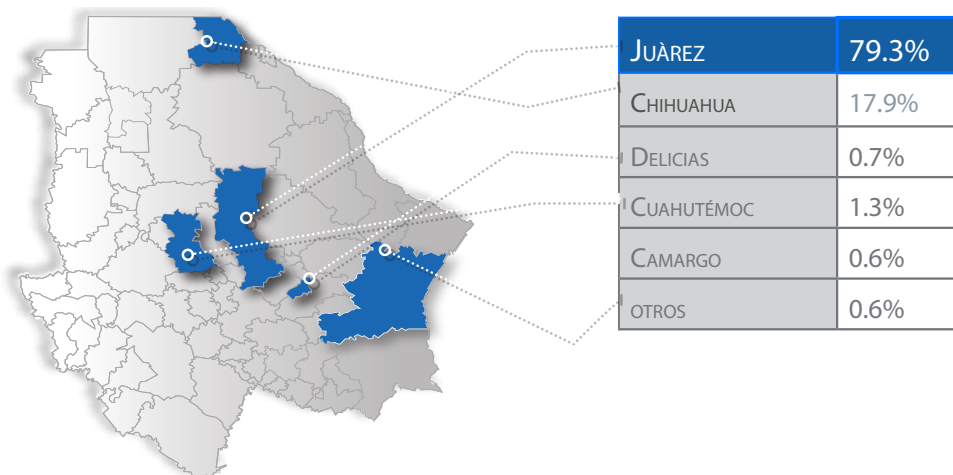 Juàrez 79.3%
Chihuahua 17.9%
Delicias 0.7%
Cuahutémoc 1.3%
Camargo 0.6%
otros 0.6%